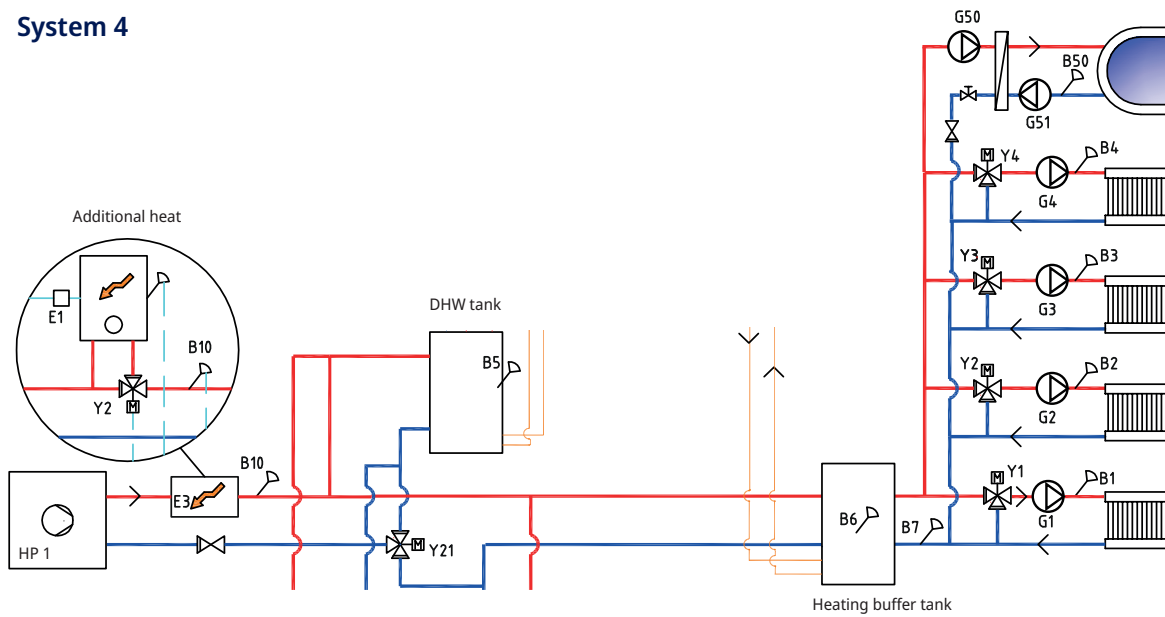 System 4
G50
B50
G51
Y4
B4
G4
Additional heat
Y3
B3
G3
E1
DHW tank
B10
B5
Y2
Y2
B2
G2
B10
Y1
B1
E3
B6
B7
G1
HP 1
M
Y21
M
M
M
M
M
Heating buffer tank